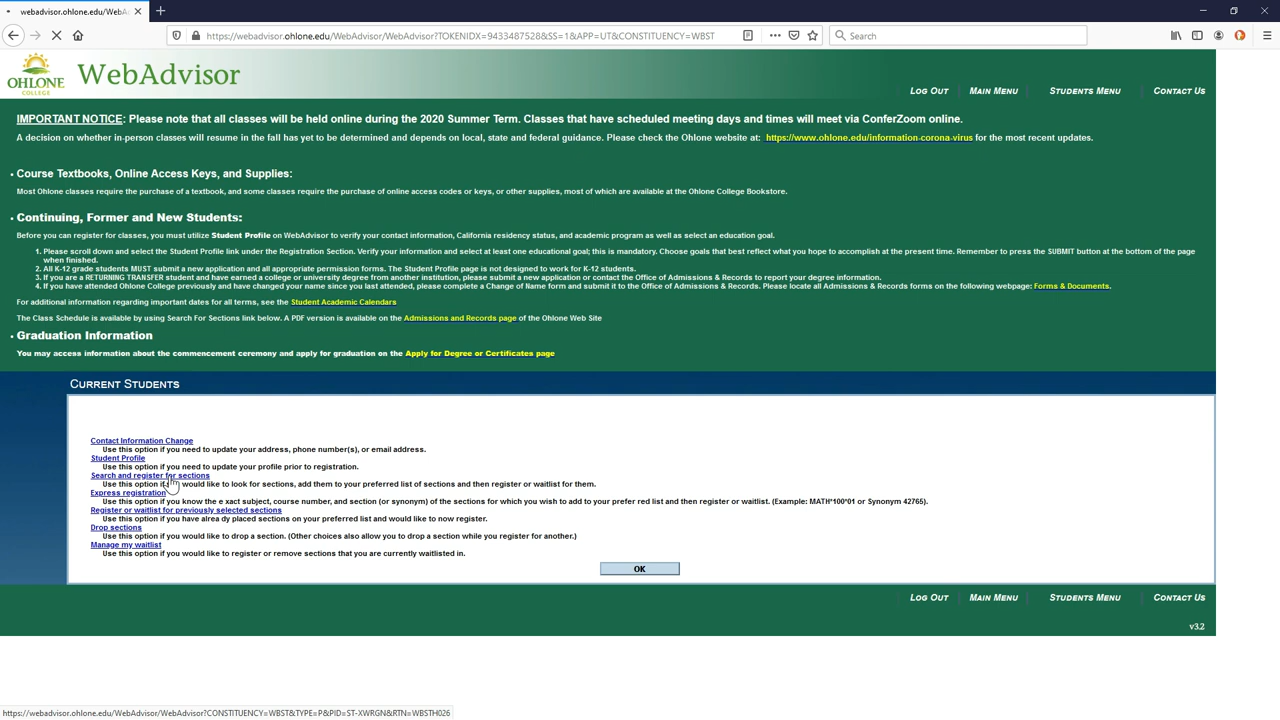 webadvisor.ohlone.edu/WebAdv
https://webadvisor.ohlone.edu/WebAdvisor/WebAdvisor?TOKENIDX=9433487528&SS=1&APP=UT&CONSTITUENCY=WBST
Search
OHLONE
COLLEGE
WebAdvisor
LOG OUT MAIN MENU STUDENTS MENU CONTACT US
IMPORTANT NOTICE: Please note that all classes will be held online during the 2020 Summer Term. Classes that have scheduled meeting days and times will meet via ConferZoom online.
A decision on whether in-person classes will resume in the fall has yet to be determined and depends on local, state and federal guidance. Please check the Ohlone website at: https://www.ohlone.edu/information-corona-virus for the most recent updates.
• Course Textbooks, Online Access Keys, and Supplies:
Most Ohlone classes require the purchase of a textbook, and some classes require the purchase of online access codes or keys, or other supplies, most of which are available at the Ohlone College Bookstore.
• Continuing, Former and New Students:
Before you can register for classes, you must utilize Student Profile on WebAdvisor to verify your contact information, California residency status, and academic program as well as select an education goal.
1. Please scroll down and select the Student Profile link under the Registration Section. Verify your information and select at least one educational goal; this is mandatory. Choose goals that best reflect what you hope to accomplish at the present time. Remember to press the SUBMIT button at the bottom of the page
when finished.
2. All K-12 grade students MUST submit a new application and all appropriate permission forms. The Student Profile page is not designed to work for K-12 students.
3. If you are a RETURNING TRANSFER student and have earned a college or university degree from another institution, please submit a new application or contact the Office of Admissions & Records to report your degree information.
4. If you have attended Ohlone College previously and have changed your name since you last attended, please complete a Change of Name form and submit it to the Office of Admissions & Records. Please locate all Admissions & Records forms on the following webpage: Forms & Documents.
For additional information regarding important dates for all terms, see the Student Academic Calendars
The Class Schedule is available by using Search For Sections link below. A PDF version is available on the Admissions and Records page of the Ohlone Web Site
• Graduation Information
You may access information about the commencement ceremony and apply for graduation on the Apply for Degree or Certificates page
CURRENT STUDENTS
Contact Information Change
Use this option if you need to update your address, phone number(s), or email address.
Student Profile
Use this option if you need to update your profile prior to registration.
Search and register for sections
Use this option if would like to look for sections, add them to your preferred list of sections and then register or waitlist for them.
Express registration
Use this option if you know the e xact subject, course number, and section (or synonym) of the sections for which you wish to add to your prefer red list and then register or waitlist. (Example: MATH*100*01 or Synonym 42765).
Register or waitlist for previously selected sections
Use this option if you have alrea dy placed sections on your preferred list and would like to now register.
Drop sections
Use this option if you would like to drop a section. (Other choices also allow you to drop a section while you register for another.)
Manage my waitlist
Use this option if you would like to register or remove sections that you are currently waitlisted in.
OK
LOG OUT MAIN MENU STUDENTS MENU CONTACT US
v3.2
https://webadvisor.ohlone.edu/WebAdvisor/WebAdvisor?CONSTITUENCY=WBST&TYPE=P&PID=ST-XWRGN&RTN=WBSTH026